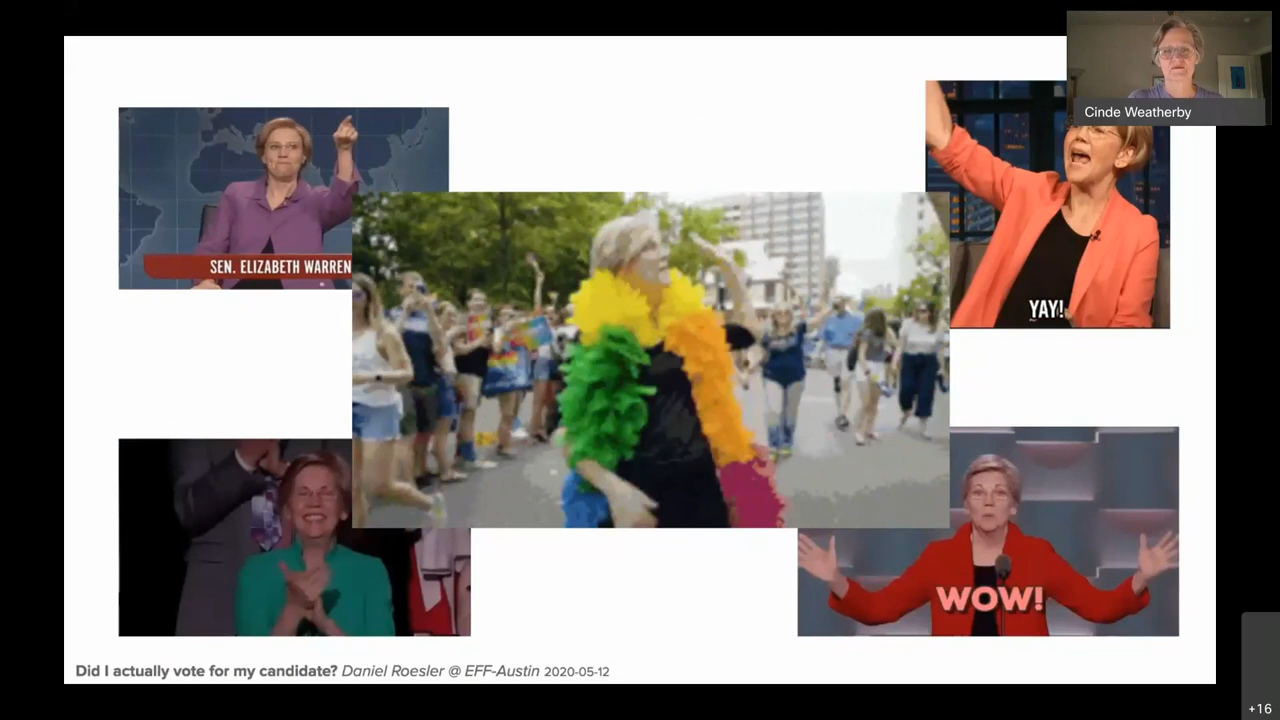 Cinde Weatherby
SEN. ELIZABETH WARREN
YAY!
WOW!
Did I actually vote for my candidate? Daniel Roesler @ EFF-Austin 2020-05-12
+16